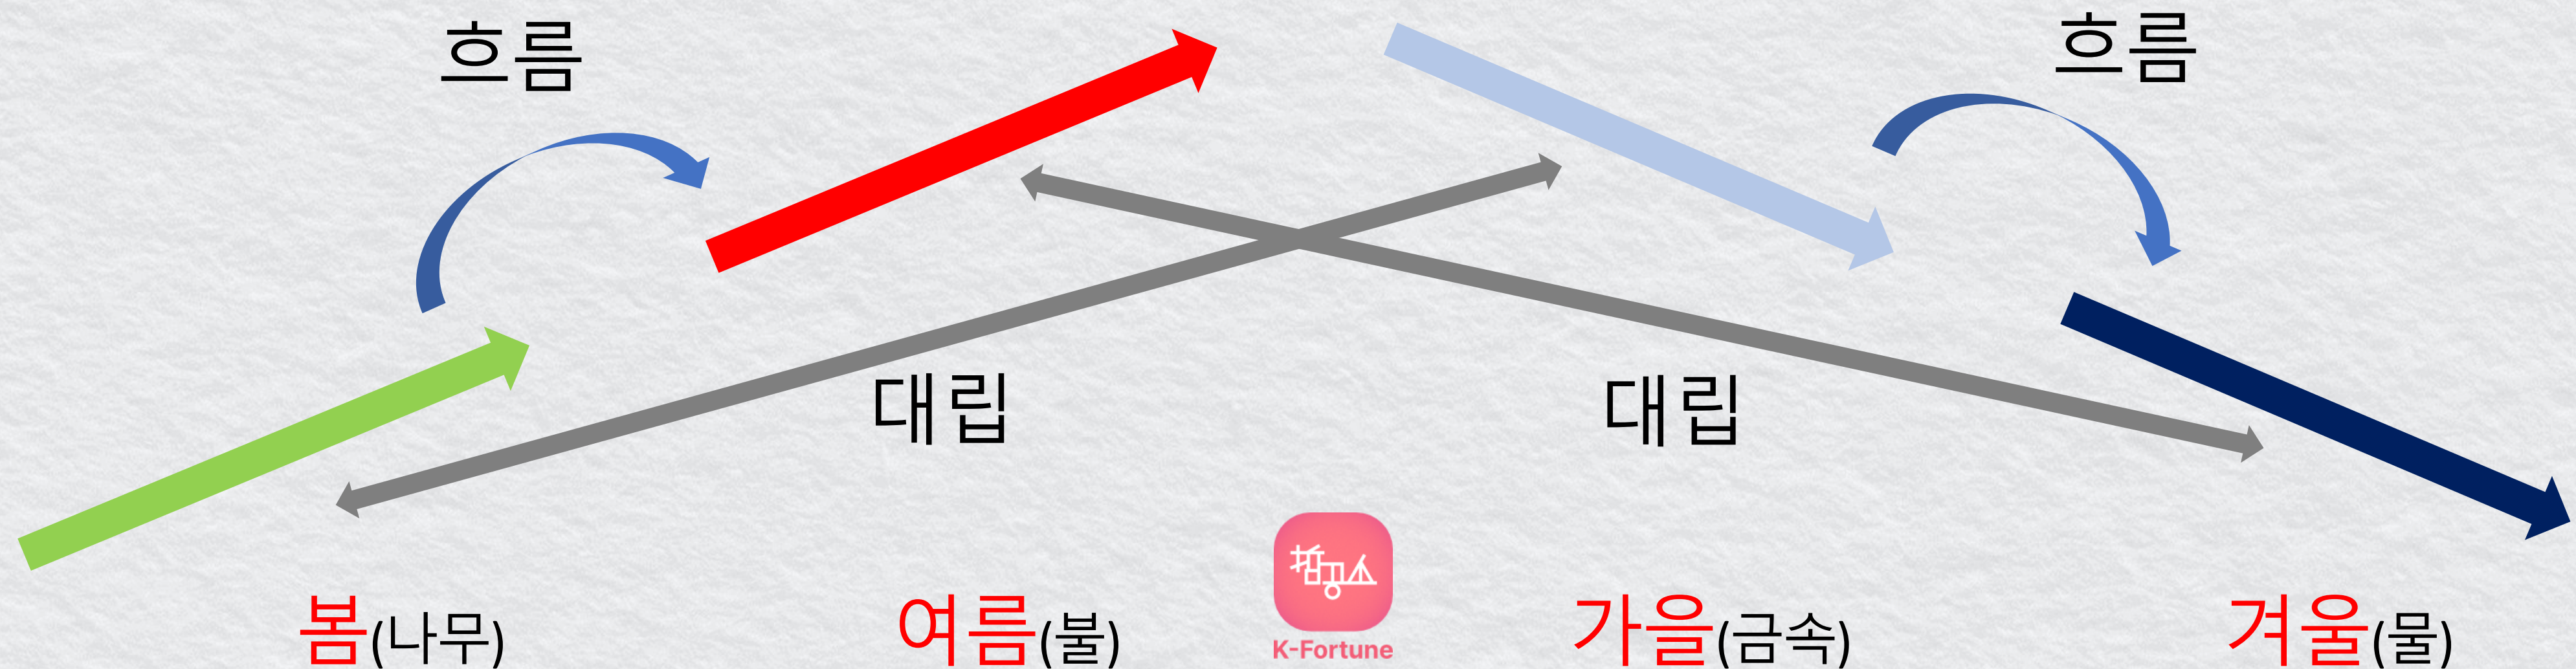 흐름
흐름
대립
대립
봄(나무)
여름(불)
가을(금속)
겨울(물)
K-Fortune